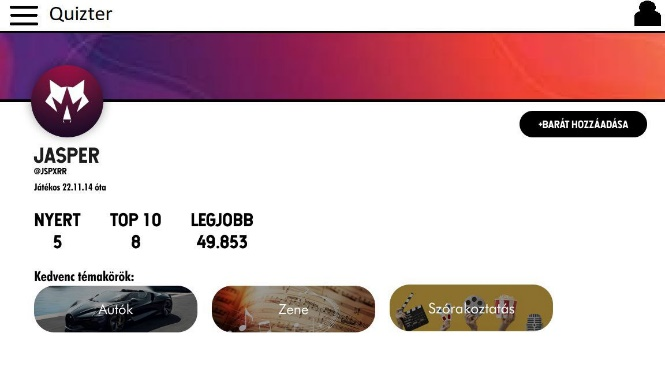 Quizter
+BARÁT HOZZÁADÁSA
JASPER
@JSPXRR
Játékos 22.11.14 óta
NYERT TOP 10 LEGJOBB
5 8 49.853
Kedvenc témakörök:
Autók Zene Szórakoztatás